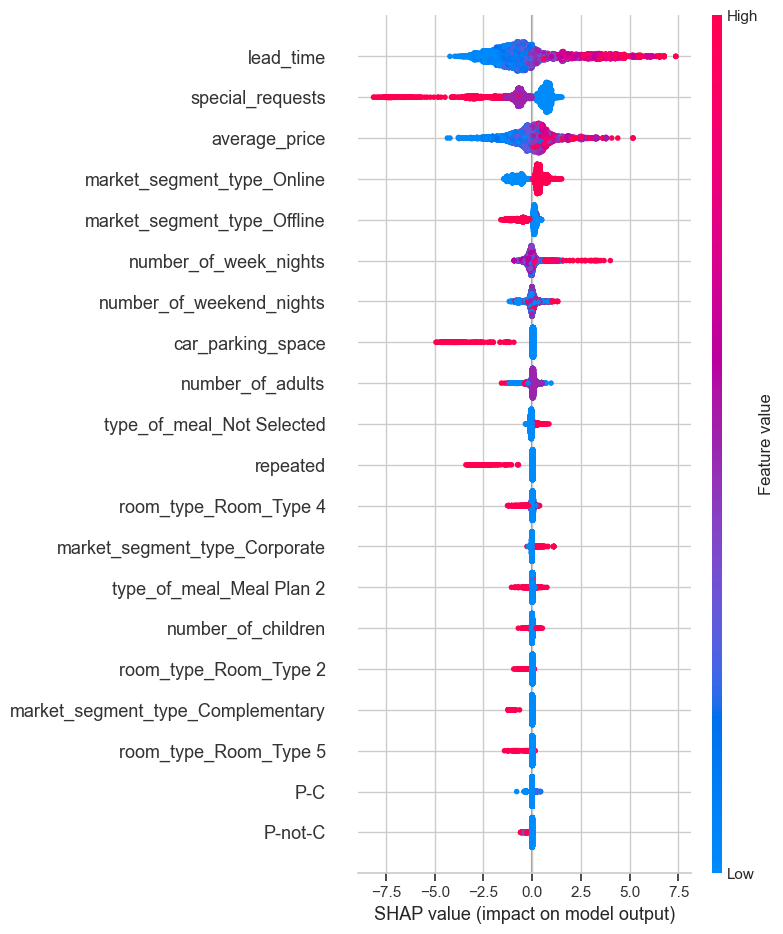 High
lead_time
special_requests
average_price
market_segment_type_Online
market_segment_type_Offline
number_of_week_nights
number_of_weekend_nights
car_parking_space
number_of_adults
type_of_meal_Not Selected
repeated
room_type_Room_Type 4
market_segment_type_Corporate
type_of_meal_Meal Plan 2
number_of_children
room_type_Room_Type 2
market_segment_type_Complementary
room_type_Room_Type 5
P-C
P-not-C
Feature value
Low
−7.5 −5.0 −2.5 0.0 2.5 5.0 7.5
SHAP value (impact on model output)